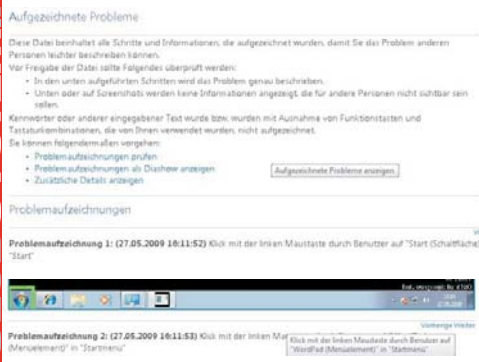 Aufgezeichnete Probleme
Diese Datei beinhaltet alle Schritte und Informationen, die aufgezeichnet wurden, damit Sie das Problem anderen
Personen leichter beschreiben können.
Vor Freigabe der Datei sollte Folgendes überprüft werden:
• In den unten aufgeführten Schritten wird das Problem genau beschrieben.
• Unten oder auf Screenshots werden keine Informationen angezeigt, die für andere Personen nicht sichtbar sein
sollen.
Kennwörter oder anderer eingegebener Text wurde bzw. wurden mit Ausnahme von Funktionstasten und
Tastaturkombinationen, die von Ihnen verwendet wurden, nicht aufgezeichnet.
Sie können folgendermaßen vorgehen:
• Problemaufzeichnungen prüfen
• Problemaufzeichnungen als Diashow anzeigen
• Zusätzliche Details anzeigen
Aufgezeichnete Probleme anzeigen.
Problemaufzeichnungen
Problemaufzeichnung 1: (27.05.2009 16:11:52) Klick mit der linken Maustaste durch Benutzer auf "Start (Schaltfläche)
"Start"
Vorherige Weiter
Problemaufzeichnung 2: (27.05.2009 16:11:53) Klick mit der linken
(Menüelement)" in "Startmenü"
Klick mit der linken Maustaste durch Benutzer auf
"WordPad (Menüelement)" in "Startmenü"